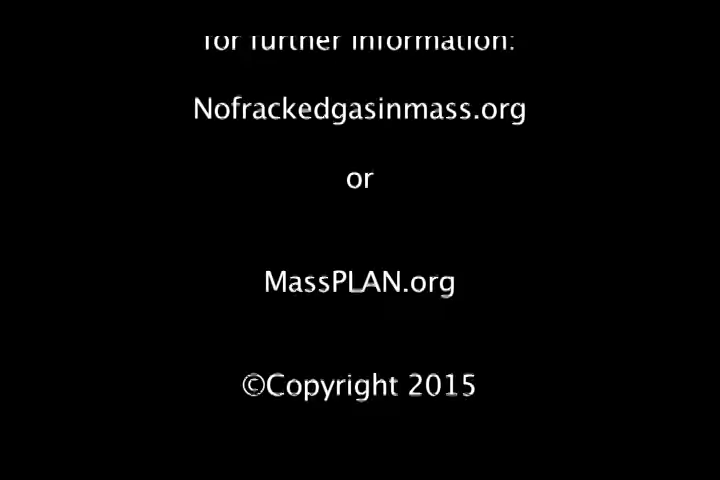 for further information:
Nofrackedgasinmass.org
or
MassPLAN.org
©Copyright 2015